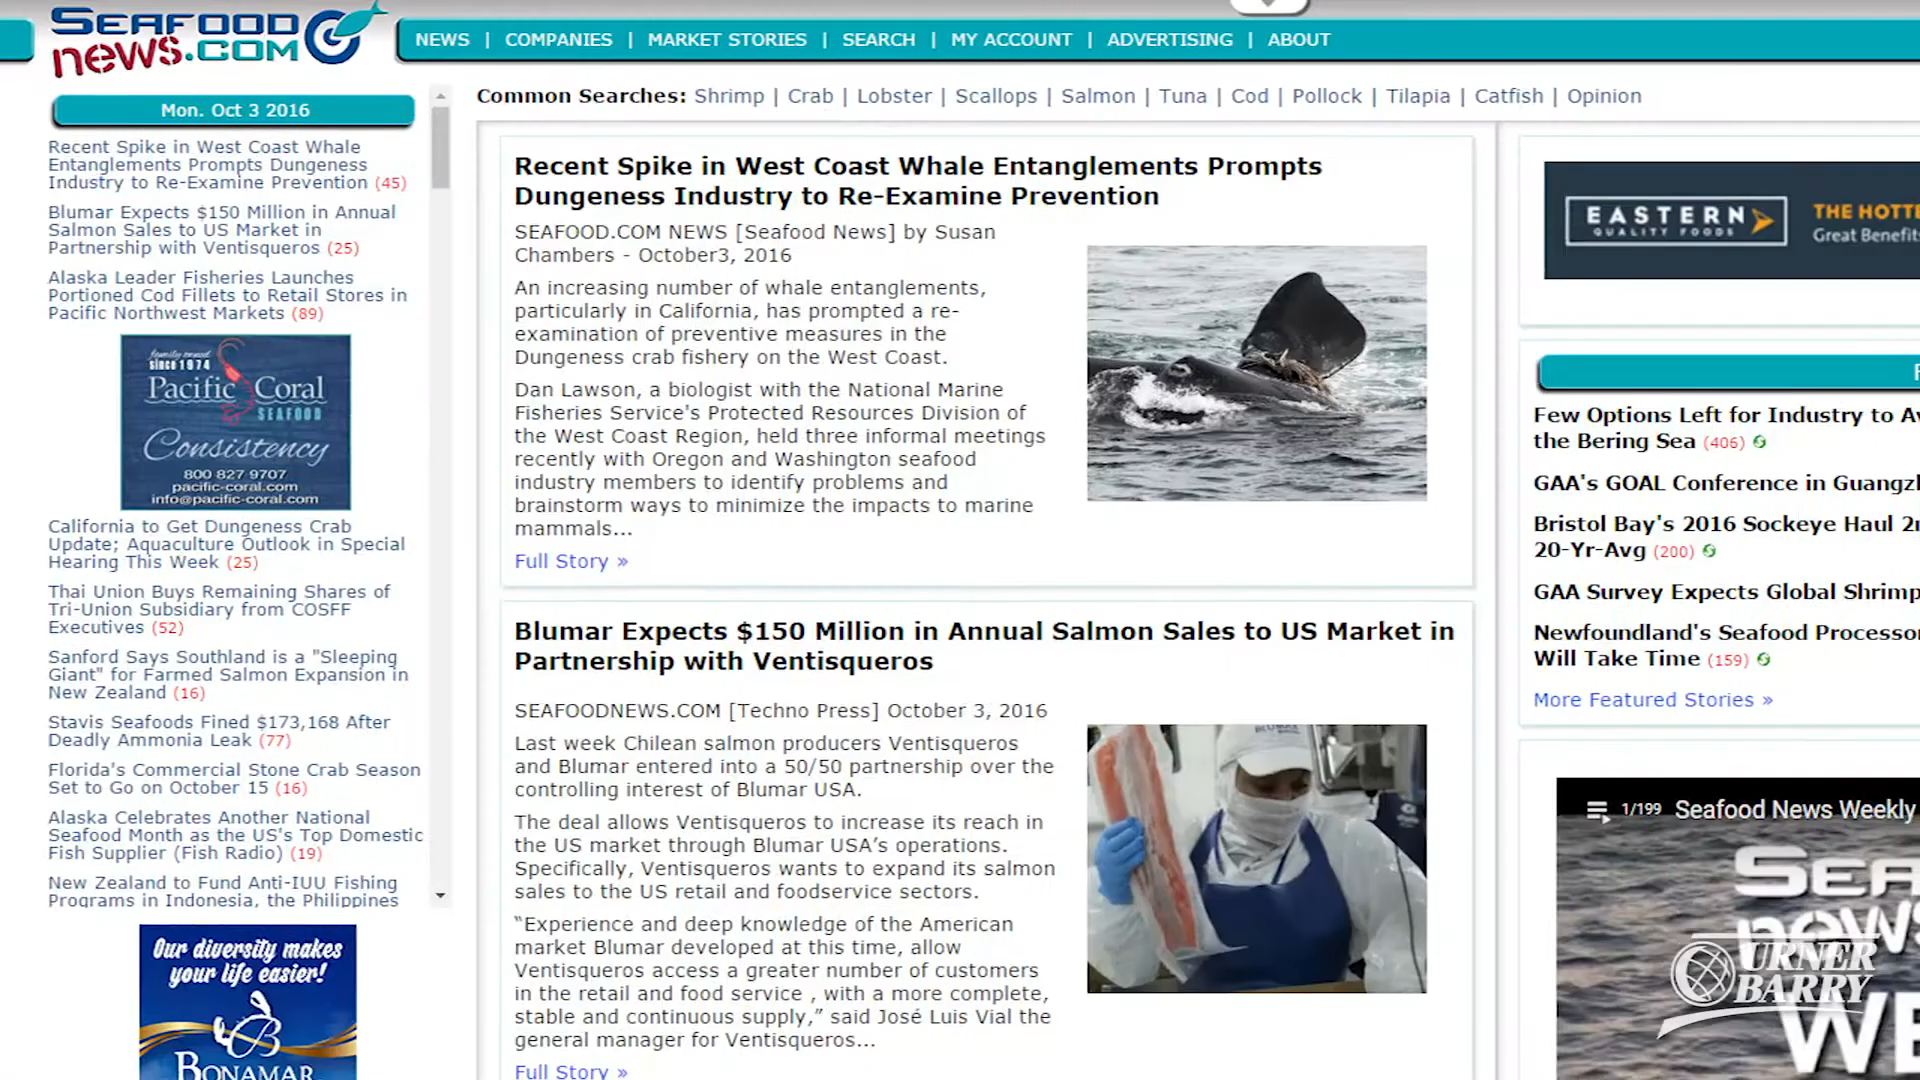 SEAFOOD
news.COM
NEWS | COMPANIES | MARKET STORIES | SEARCH | MY ACCOUNT | ADVERTISING | ABOUT
Mon. Oct 3 2016
Recent Spike in West Coast Whale
Entanglements Prompts Dungeness
Industry to Re-Examine Prevention (45)
Blumar Expects $150 Million in Annual
Salmon Sales to US Market in
Partnership with Ventisqueros (25)
Alaska Leader Fisheries Launches
Portioned Cod Fillets to Retail Stores in
Pacific Northwest Markets (89)
family owned
since 1974
Pacific Coral
SEAFOOD
Consistency
800 827 9707
pacific-coral.com
info@pacific-coral.com
California to Get Dungeness Crab
Update; Aquaculture Outlook in Special
Hearing This Week (25)
Thai Union Buys Remaining Shares of
Tri-Union Subsidiary from COSFF
Executives (52)
Sanford Says Southland is a "Sleeping
Giant" for Farmed Salmon Expansion in
New Zealand (16)
Stavis Seafoods Fined $173,168 After
Deadly Ammonia Leak (77)
Florida's Commercial Stone Crab Season
Set to Go on October 15 (16)
Alaska Celebrates Another National
Seafood Month as the US's Top Domestic
Fish Supplier (Fish Radio) (19)
New Zealand to Fund Anti-IUU Fishing
Programs in Indonesia, the Philippines
Our diversity makes
your life easier!
BONAMAR
Common Searches: Shrimp | Crab | Lobster | Scallops | Salmon | Tuna | Cod | Pollock | Tilapia | Catfish | Opinion
Recent Spike in West Coast Whale Entanglements Prompts
Dungeness Industry to Re-Examine Prevention
SEAFOOD.COM NEWS [Seafood News] by Susan
Chambers - October3, 2016
An increasing number of whale entanglements,
particularly in California, has prompted a re-
examination of preventive measures in the
Dungeness crab fishery on the West Coast.
Dan Lawson, a biologist with the National Marine
Fisheries Service's Protected Resources Division of
the West Coast Region, held three informal meetings
recently with Oregon and Washington seafood
industry members to identify problems and
brainstorm ways to minimize the impacts to marine
mammals...
Full Story »
Blumar Expects $150 Million in Annual Salmon Sales to US Market in
Partnership with Ventisqueros
SEAFOODNEWS.COM [Techno Press] October 3, 2016
Last week Chilean salmon producers Ventisqueros
and Blumar entered into a 50/50 partnership over the
controlling interest of Blumar USA.
The deal allows Ventisqueros to increase its reach in
the US market through Blumar USA’s operations.
Specifically, Ventisqueros wants to expand its salmon
sales to the US retail and foodservice sectors.
“Experience and deep knowledge of the American
market Blumar developed at this time, allow
Ventisqueros access a greater number of customers
in the retail and food service , with a more complete,
stable and continuous supply,” said José Luis Vial the
general manager for Ventisqueros...
Full Story »
EASTERN
QUALITY FOODS
THE HOTTE
Great Benefits
Few Options Left for Industry to Av
the Bering Sea (406)
GAA's GOAL Conference in Guangzh
Bristol Bay's 2016 Sockeye Haul 2n
20-Yr-Avg (200)
GAA Survey Expects Global Shrimp
Newfoundland's Seafood Processo
Will Take Time (159)
More Featured Stories »
1/199 Seafood News Weekly
SEAF
news
WE
URNER
BARRY